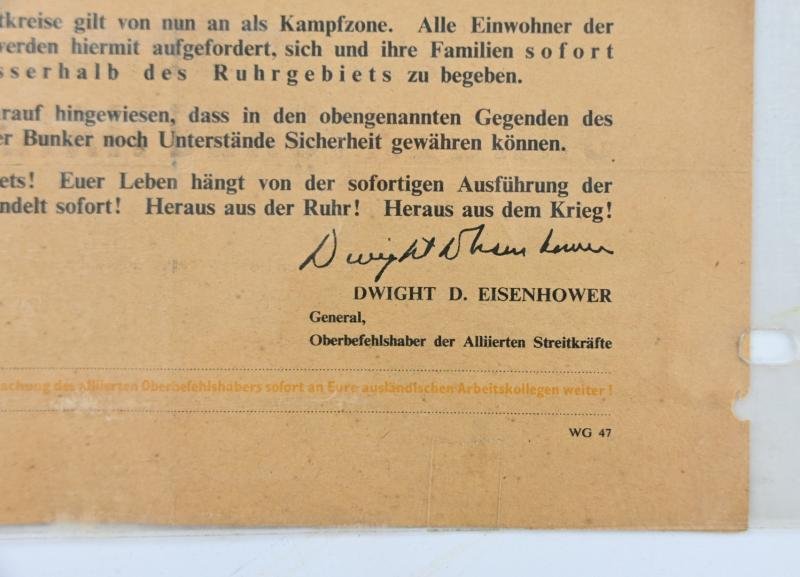 tkreise gilt von nun an als Kampfzone. Alle Einwohner der
werden hiermit aufgefordert, sich und ihre Familien sofort
sserhalb des Ruhrgebiets zu begeben.
rauf hingewiesen, dass in den obengenannten Gegenden des
er Bunker noch Unterstände Sicherheit gewähren können.
ets! Euer Leben hängt von der sofortigen Ausführung der
ndelt sofort! Heraus aus der Ruhr! Heraus aus dem Krieg!
Dwight D Eisenhower
DWIGHT D. EISENHOWER
General,
Oberbefehlshaber der Alliierten Streitkräfte
achung des Alliierten Oberbefehlshabers sofort an Eure ausländischen Arbeitskollegen weiter!
WG 47